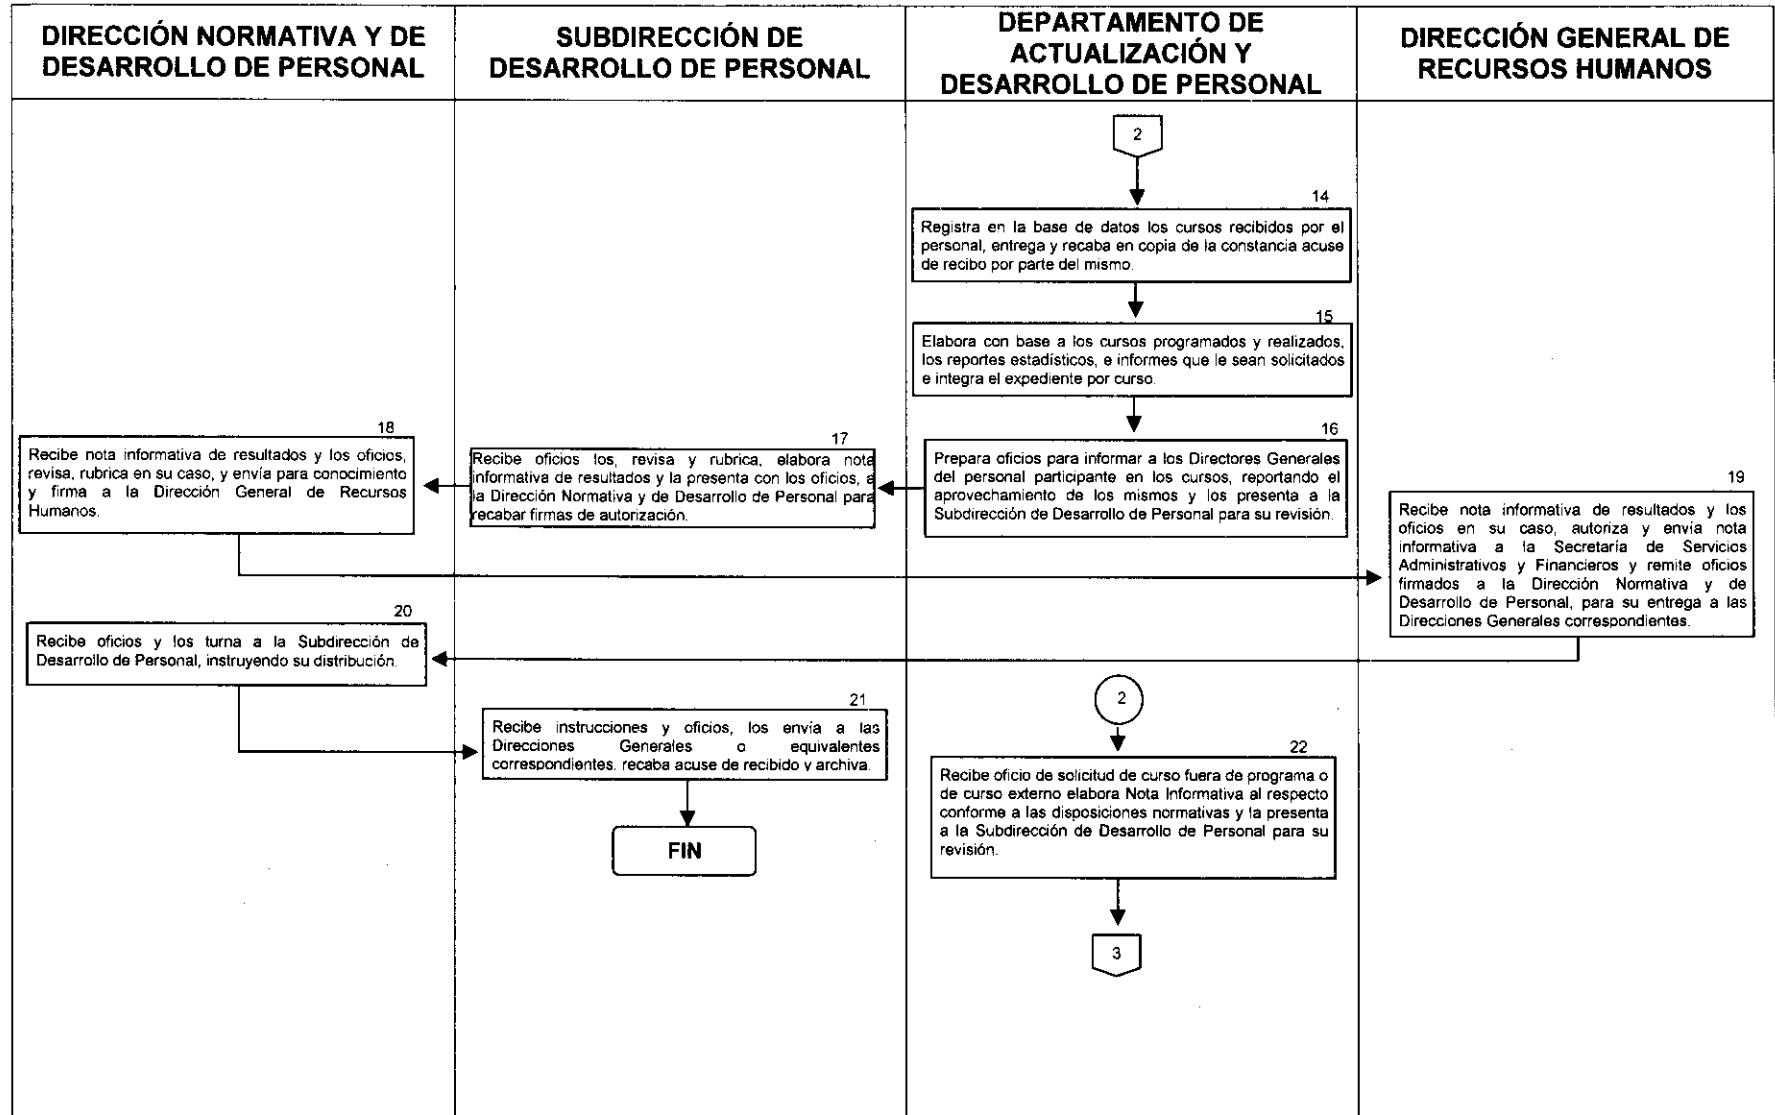 DIRECCIÓN NORMATIVA Y DE
DESARROLLO DE PERSONAL
SUBDIRECCIÓN DE
DESARROLLO DE PERSONAL
DEPARTAMENTO DE
ACTUALIZACIÓN Y
DESARROLLO DE PERSONAL
DIRECCIÓN GENERAL DE
RECURSOS HUMANOS
2
14
Registra en la base de datos los cursos recibidos por el
personal, entrega y recaba en copia de la constancia acuse
de recibo por parte del mismo.
15
Elabora con base a los cursos programados y realizados,
los reportes estadísticos, e informes que le sean solicitados
e integra el expediente por curso.
16
Prepara oficios para informar a los Directores Generales
del personal participante en los cursos, reportando el
aprovechamiento de los mismos y los presenta a la
Subdirección de Desarrollo de Personal para su revisión.
17
Recibe oficios los, revisa y rubrica, elabora nota
informativa de resultados y la presenta con los oficios, a
la Dirección Normativa y de Desarrollo de Personal para
recabar firmas de autorización.
18
Recibe nota informativa de resultados y los oficios,
revisa, rubrica en su caso, y envía para conocimiento
y firma a la Dirección General de Recursos
Humanos.
19
Recibe nota informativa de resultados y los
oficios en su caso, autoriza y envía nota
informativa a la Secretaría de Servicios
Administrativos y Financieros y remite oficios
firmados a la Dirección Normativa y de
Desarrollo de Personal, para su entrega a las
Direcciones Generales correspondientes.
20
Recibe oficios y los turna a la Subdirección de
Desarrollo de Personal, instruyendo su distribución.
21
Recibe instrucciones y oficios, los envía a las
Direcciones Generales o equivalentes
correspondientes, recaba acuse de recibido y archiva.
FIN
2
22
Recibe oficio de solicitud de curso fuera de programa o
de curso externo elabora Nota Informativa al respecto
conforme a las disposiciones normativas y la presenta
a la Subdirección de Desarrollo de Personal para su
revisión.
3